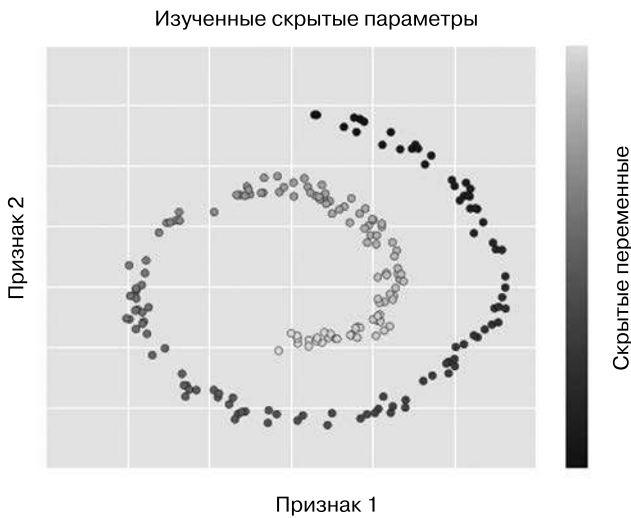 Изученные скрытые параметры
Признак 2
Скрытые переменные
Признак 1